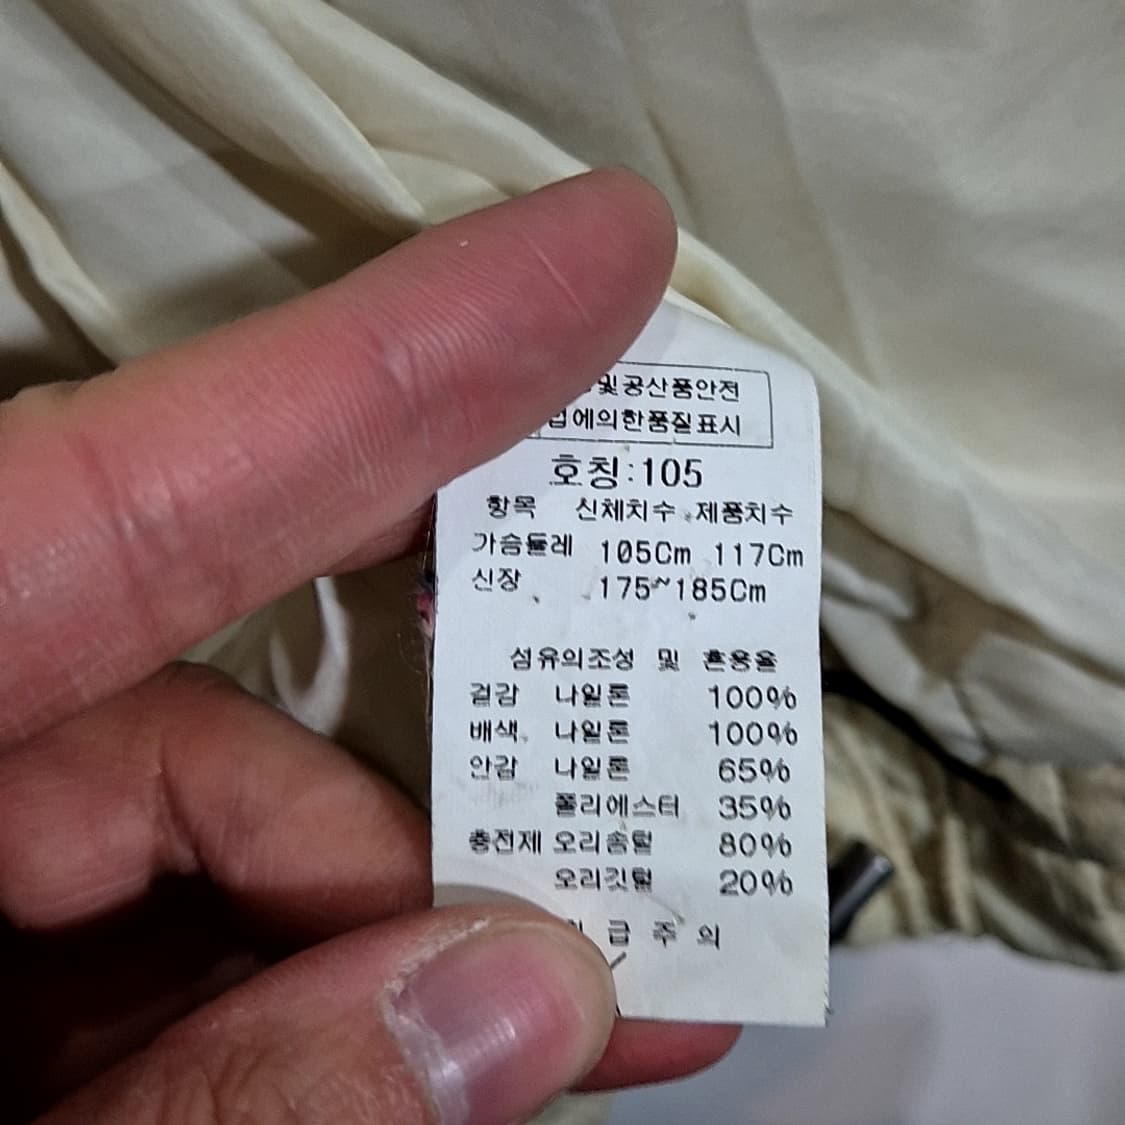 및공산품안전
법에의한품질표시
호칭:105
항목 신체치수 제품치수
가슴둘레 105Cm 117Cm
신장 175~185Cm
섬유의조성 및 혼용율
겉감 나일론 100%
배색 나일론 100%
안감 나일론 65%
폴리에스터 35%
충전제 오리솜털 80%
오리깃털 20%
급 주 의